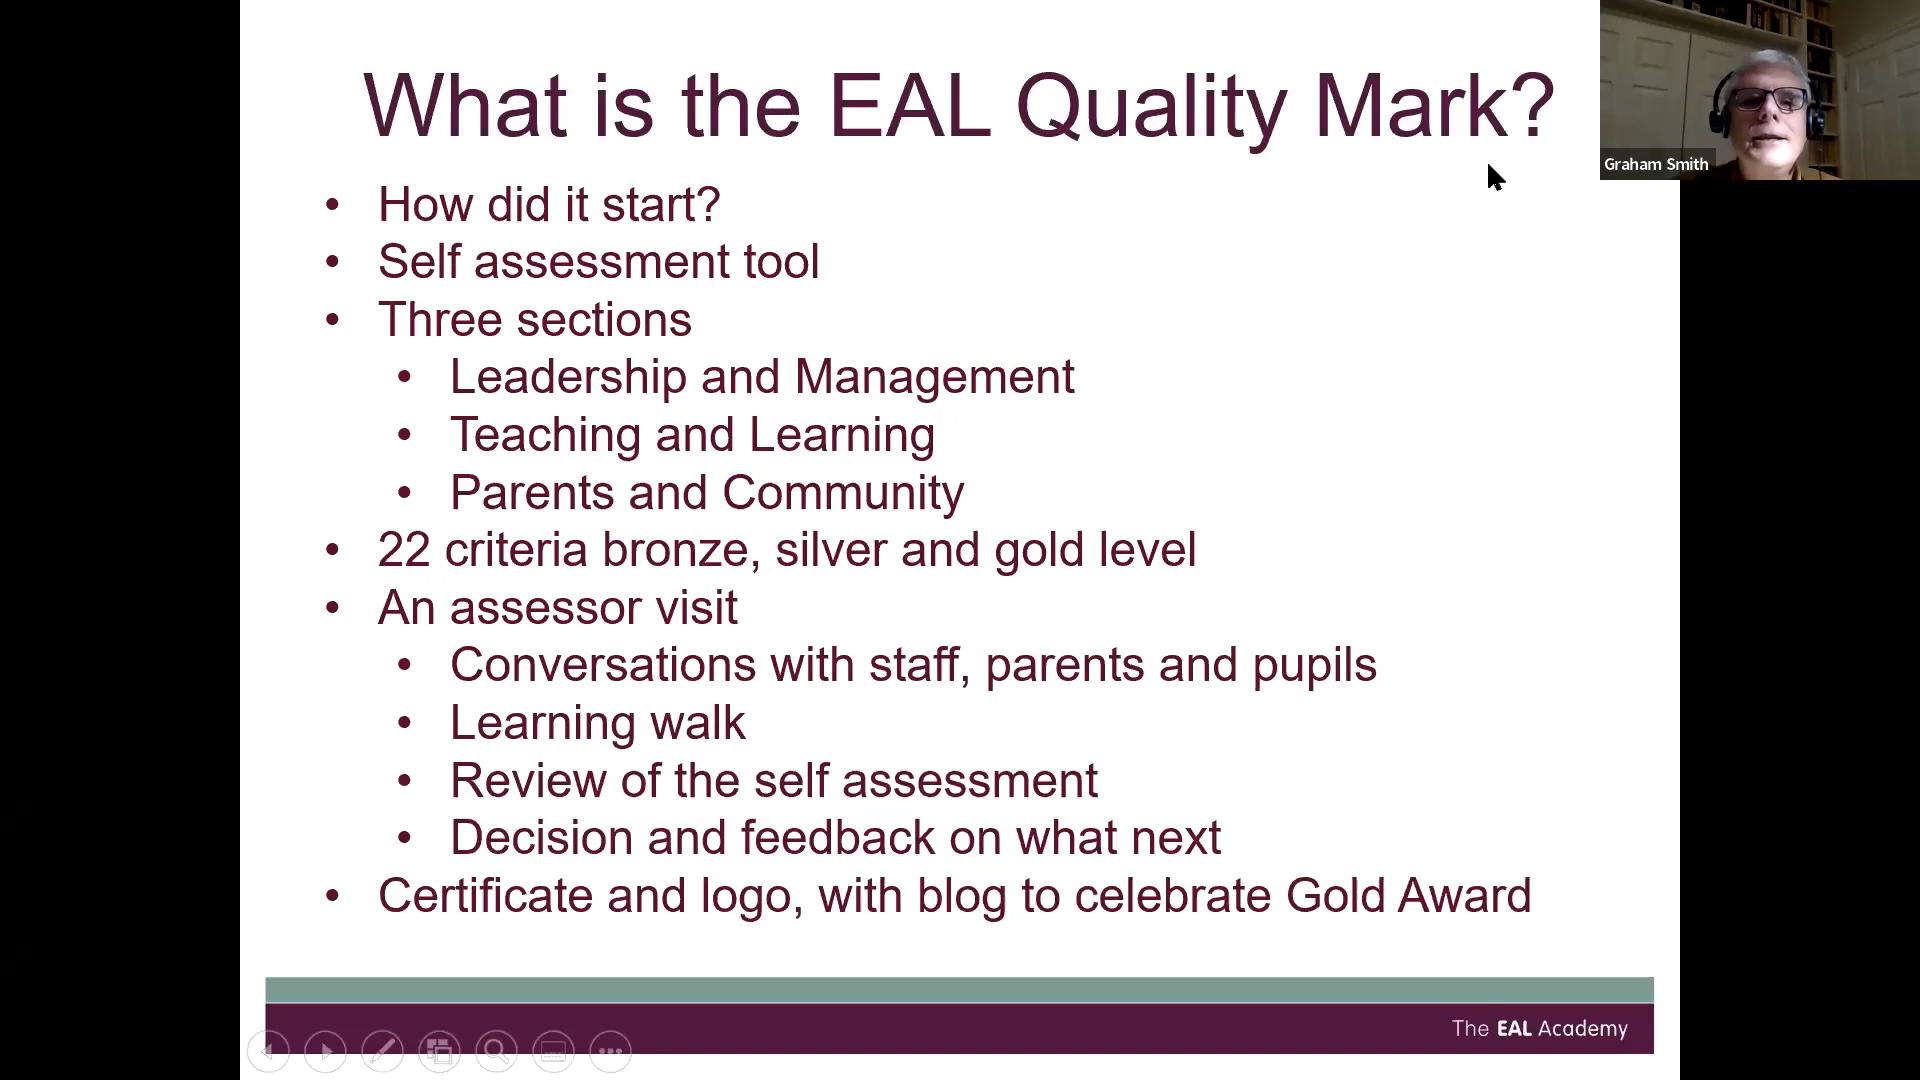 What is the EAL Quality Mark?
Graham Smith
• How did it start?
• Self assessment tool
• Three sections
• Leadership and Management
• Teaching and Learning
• Parents and Community
• 22 criteria bronze, silver and gold level
• An assessor visit
• Conversations with staff, parents and pupils
• Learning walk
• Review of the self assessment
• Decision and feedback on what next
• Certificate and logo, with blog to celebrate Gold Award
The EAL Academy